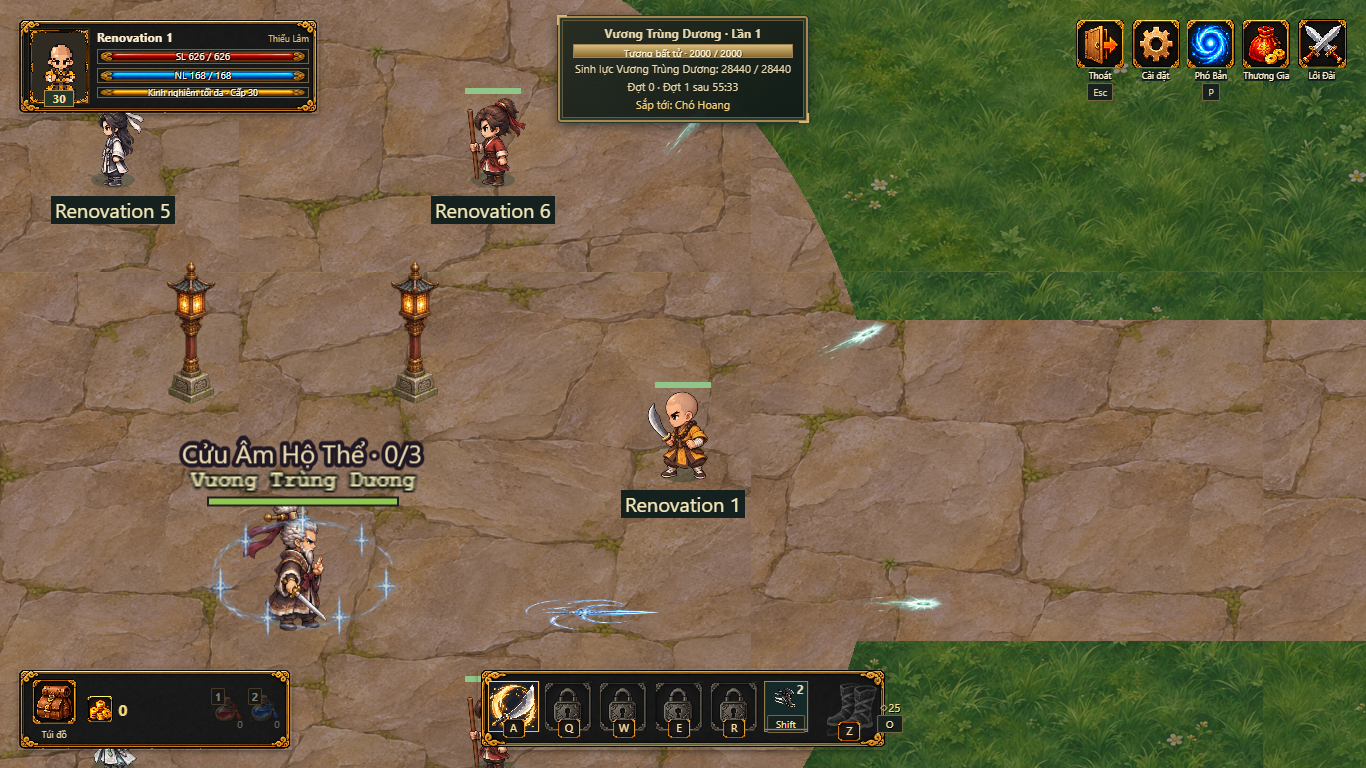 Renovation 1
Thiếu Lâm
SL 626 / 626
NL 168 / 168
Kinh nghiệm tối đa · Cấp 30
30
Vương Trùng Dương · Lần 1
Tương bất tử · 2000 / 2000
Sinh lực Vương Trùng Dương: 28440 / 28440
Đợt 0 · Đợt 1 sau 55:33
Sắp tới: Chó Hoang
Thoát
Cài đặt
Phó Bản
Thương Gia
Lôi Đài
Esc
P
Renovation 5
Renovation 6
Cửu Âm Hộ Thể · 0/3
Vương Trùng Dương
Renovation 1
Túi đồ
0
1
0
2
0
A
Q
W
E
R
2
Shift
Z
25
O